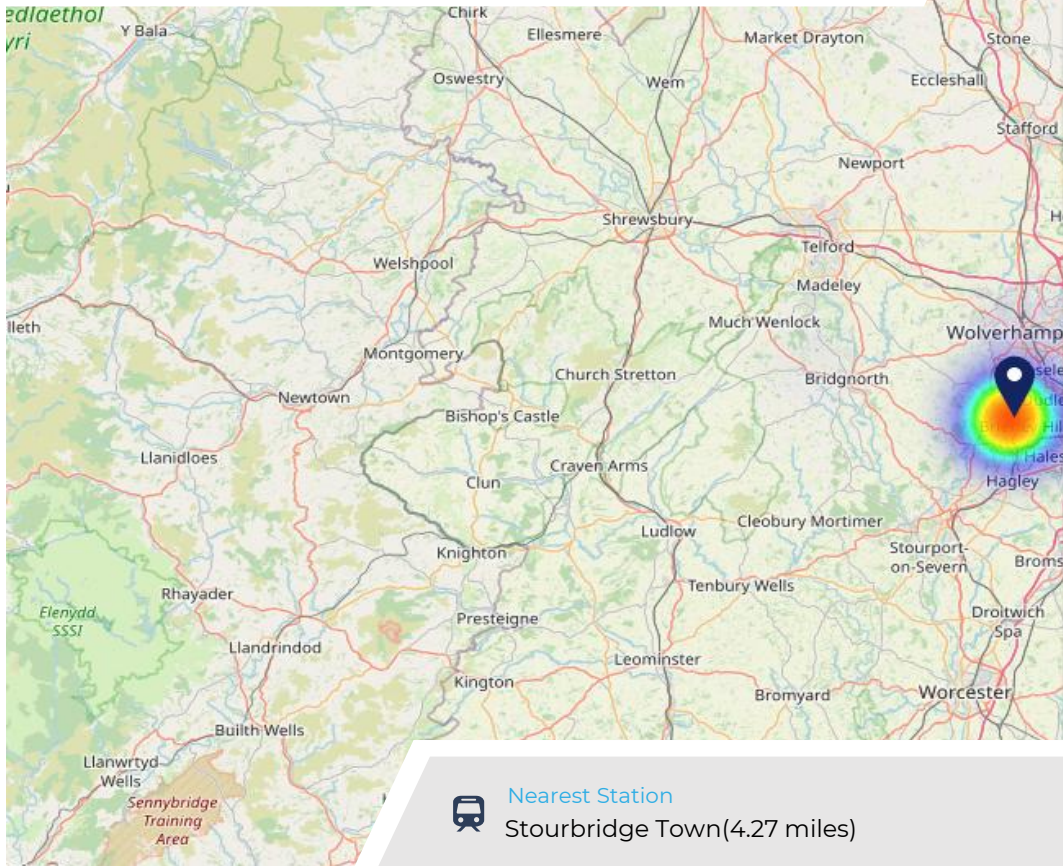 edlaethol
yri
Y Bala
Chirk
Ellesmere
Market Drayton
Stone
Oswestry
Wem
Eccleshall
Stafford
Newport
Shrewsbury
Telford
Welshpool
Madeley
lleth
Much Wenlock
Wolverhamp
Montgomery
Church Stretton
Bridgnorth
Newtown
Bishop's Castle
Llanidloes
Craven Arms
Hales
Clun
Hagley
Cleobury Mortimer
Ludlow
Knighton
Stourport-
on-Severn
Broms
Rhayader
Tenbury Wells
Elenydd
SSSI
Presteigne
Droitwich
Spa
Llandrindod
Leominster
Kington
Bromyard
Worcester
Builth Wells
Llanwrtyd
Wells
Sennybridge
Training
Area
Nearest Station
Stourbridge Town(4.27 miles)